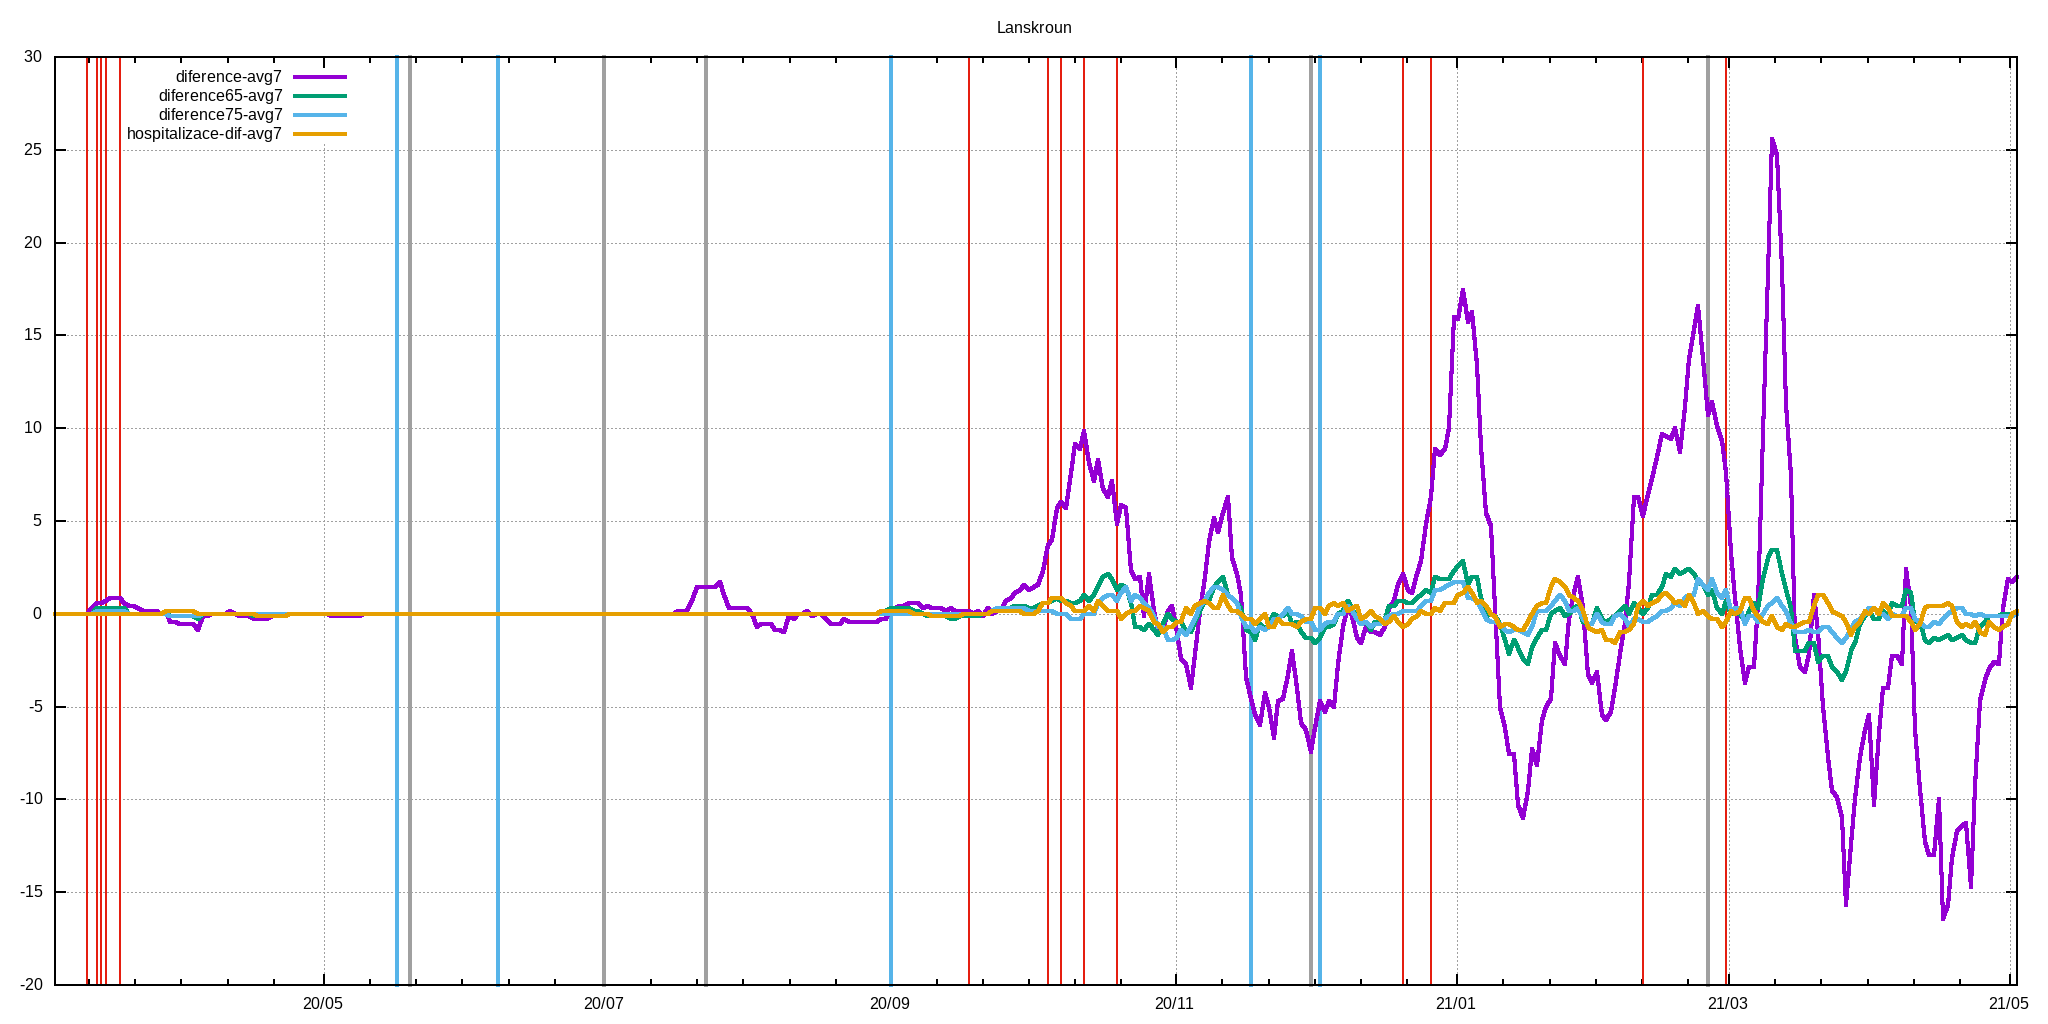 Lanskroun
diference-avg7
diference65-avg7
diference75-avg7
hospitalizace-dif-avg7
30
25
20
15
10
5
0
-5
-10
-15
-20
20/05 20/07 20/09 20/11 21/01 21/03 21/05